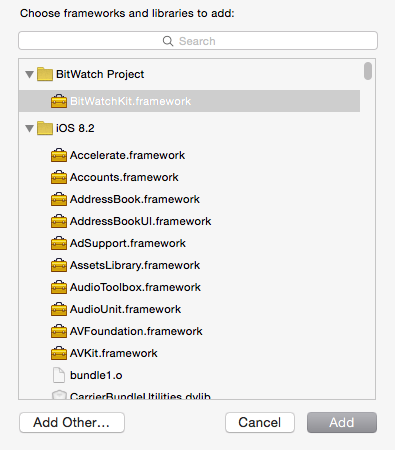 Choose frameworks and libraries to add:
Search
BitWatch Project
BitWatchKit.framework
iOS 8.2
Accelerate.framework
Accounts.framework
AddressBook.framework
AddressBookUI.framework
AdSupport.framework
AssetsLibrary.framework
AudioToolbox.framework
AudioUnit.framework
AVFoundation.framework
AVKit.framework
bundle1.o
CarrierBundleUtilities.dylib
Add Other...
Cancel
Add